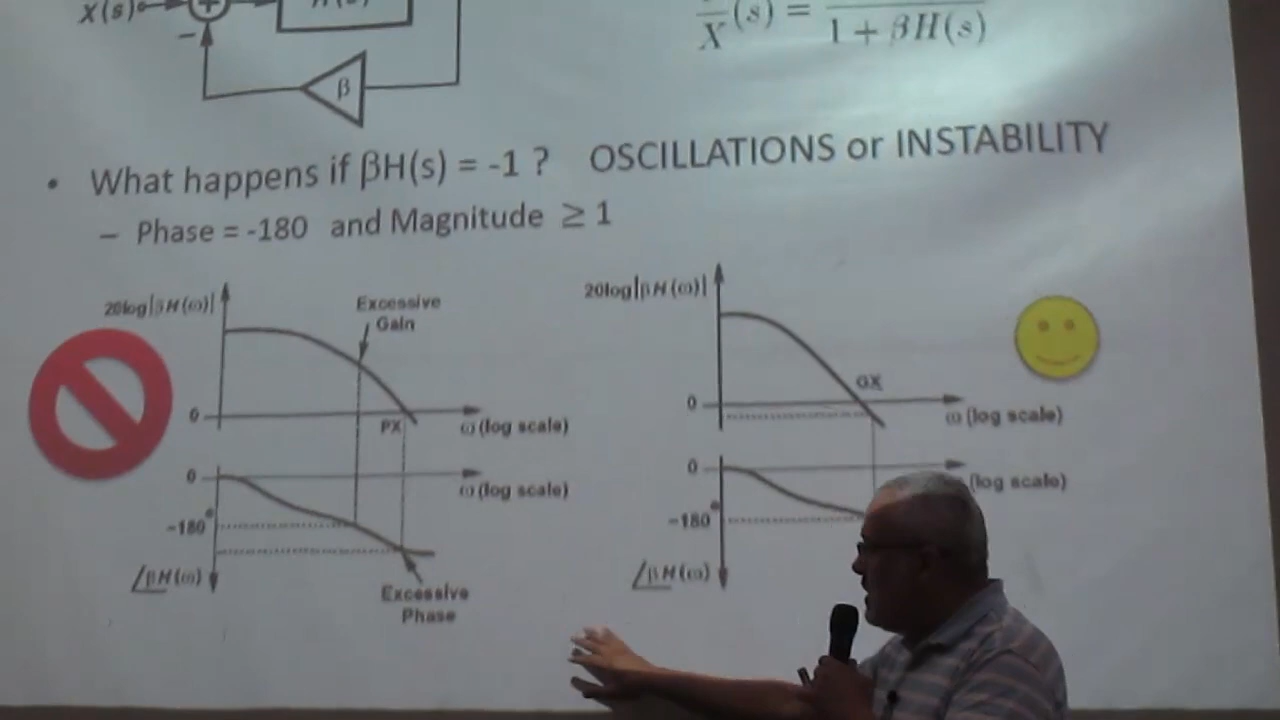 X(s)
+
H(s)
−
β
X (s) =
1 + βH(s)
• What happens if βH(s) = -1 ? OSCILLATIONS or INSTABILITY
– Phase = -180 and Magnitude ≥ 1
20log|βH(ω)|
Excessive
Gain
0
PX
ω (log scale)
0
ω (log scale)
−180°
∠βH(ω)
Excessive
Phase
20log|βH(ω)|
GX
0
ω (log scale)
0
(log scale)
−180°
∠βH(ω)